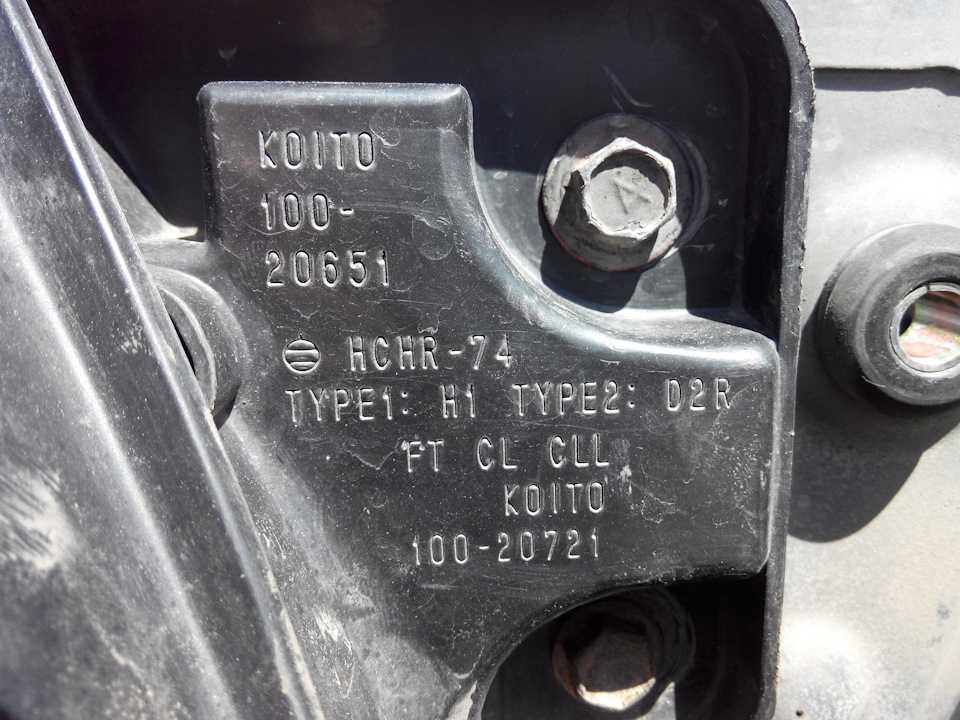 KOITO
100-
20651
HCHR-74
TYPE1: H1 TYPE2: D2R
FT CL CLL
KOITO
100-20721